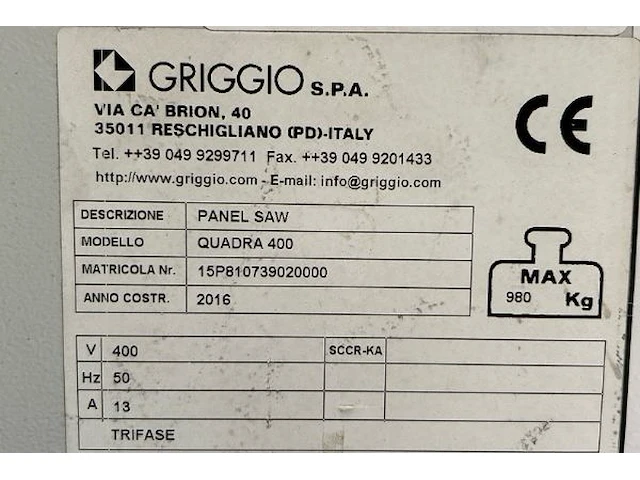 GRIGGIO S.P.A.
VIA CA' BRION, 40
35011 RESCHIGLIANO (PD)-ITALY
Tel. ++39 049 9299711 Fax. ++39 049 9201433
http://www.griggio.com - E-mail: info@griggio.com
CE
DESCRIZIONE PANEL SAW
MODELLO QUADRA 400
MATRICOLA Nr. 15P810739020000
ANNO COSTR. 2016
MAX
980 Kg
V 400 SCCR-KA
Hz 50
A 13
TRIFASE